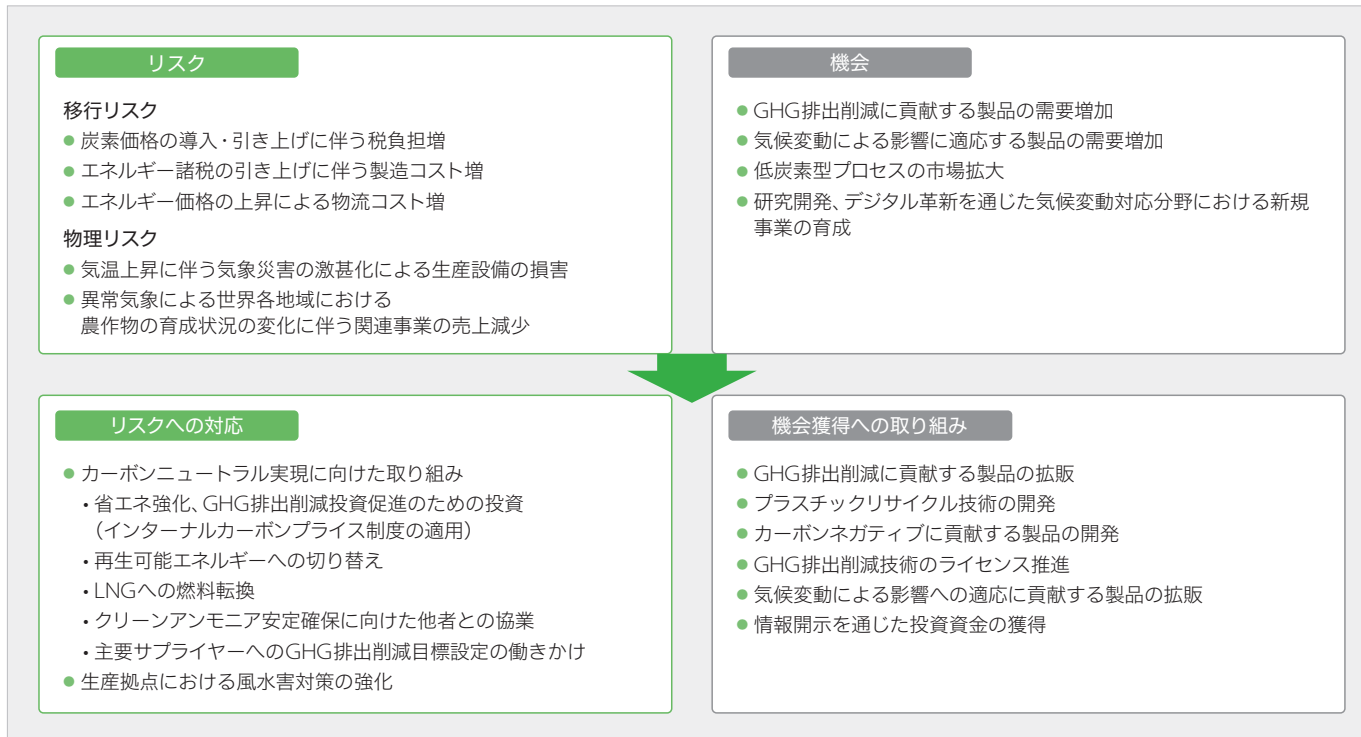 リスク
移行リスク
● 炭素価格の導入・引き上げに伴う税負担増
● エネルギー諸税の引き上げに伴う製造コスト増
● エネルギー価格の上昇による物流コスト増
物理リスク
● 気温上昇に伴う気象災害の激甚化による生産設備の損害
● 異常気象による世界各地域における
農作物の育成状況の変化に伴う関連事業の売上減少
機会
● GHG排出削減に貢献する製品の需要増加
● 気候変動による影響に適応する製品の需要増加
● 低炭素型プロセスの市場拡大
● 研究開発、デジタル革新を通じた気候変動対応分野における新規
事業の育成
リスクへの対応
● カーボンニュートラル実現に向けた取り組み
・省エネ強化、GHG排出削減投資促進のための投資
（インターナルカーボンプライス制度の適用）
・再生可能エネルギーへの切り替え
・LNGへの燃料転換
・クリーンアンモニア安定確保に向けた他者との協業
・主要サプライヤーへのGHG排出削減目標設定の働きかけ
● 生産拠点における風水害対策の強化
機会獲得への取り組み
● GHG排出削減に貢献する製品の拡販
● プラスチックリサイクル技術の開発
● カーボンネガティブに貢献する製品の開発
● GHG排出削減技術のライセンス推進
● 気候変動による影響への適応に貢献する製品の拡販
● 情報開示を通じた投資資金の獲得